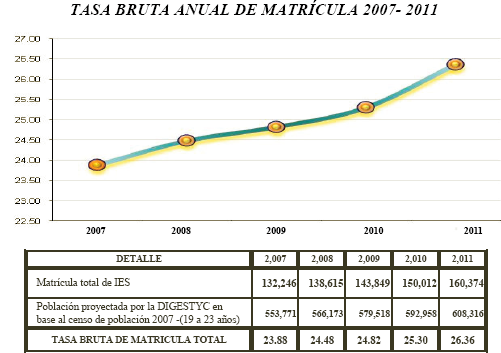 TASA BRUTA ANUAL DE MATRÍCULA 2007- 2011
27.00
26.50
26.00
25.50
25.00
24.50
24.00
23.50
23.00
22.50
2007 2008 2009 2010 2011
DETALLE 2,007 2,008 2,009 2,010 2,011
Matrícula total de IES 132,246 138,615 143,849 150,012 160,374
Población proyectada por la DIGESTYC en
base al censo de población 2007 -(19 a 23 años) 553,771 566,173 579,518 592,958 608,316
TASA BRUTA DE MATRICULA TOTAL 23.88 24.48 24.82 25.30 26.36